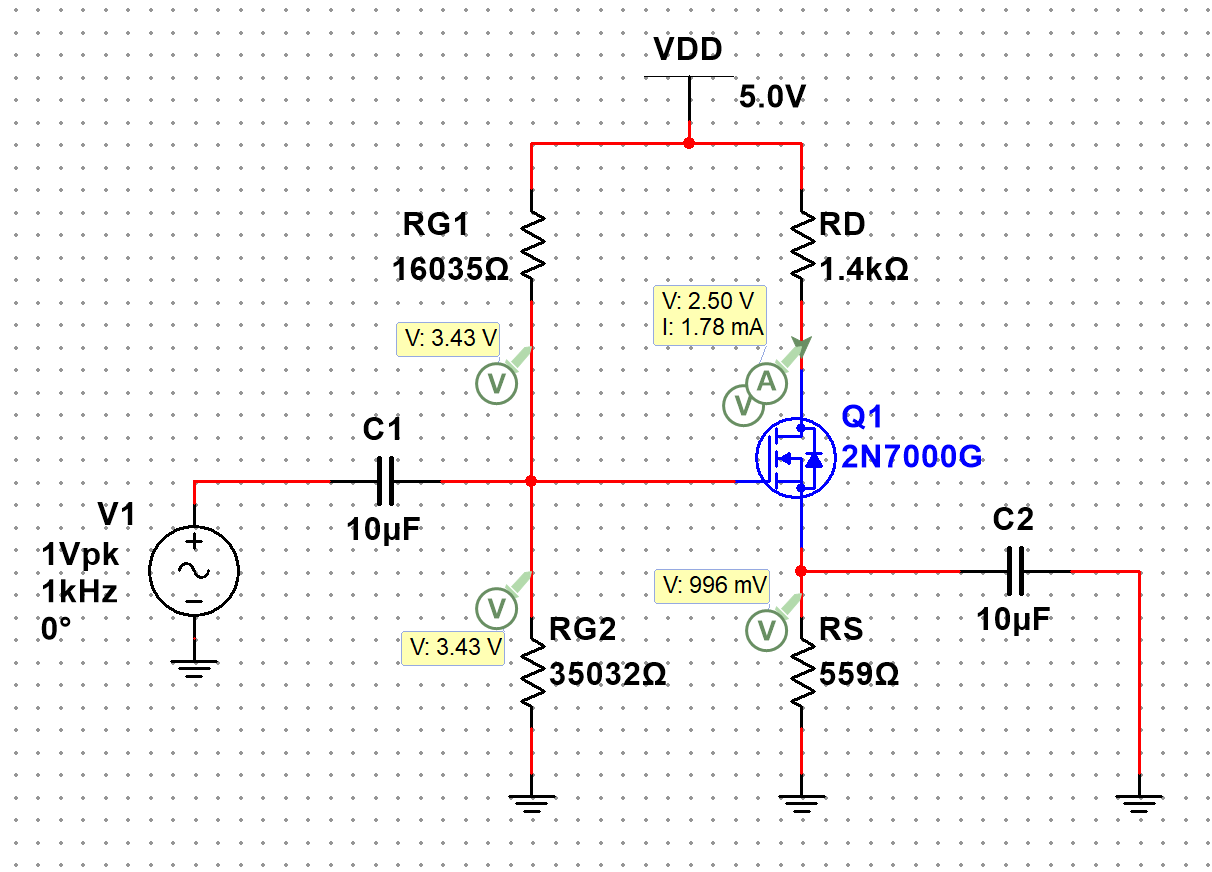 VDD
5.0V
RG1
16035Ω
RD
1.4kΩ
V: 2.50 V
I: 1.78 mA
V: 3.43 V
V
A
V
C1
10µF
Q1
2N7000G
V1
1Vpk
1kHz
0°
C2
10µF
V: 996 mV
V
V
V: 3.43 V
RG2
35032Ω
RS
559Ω